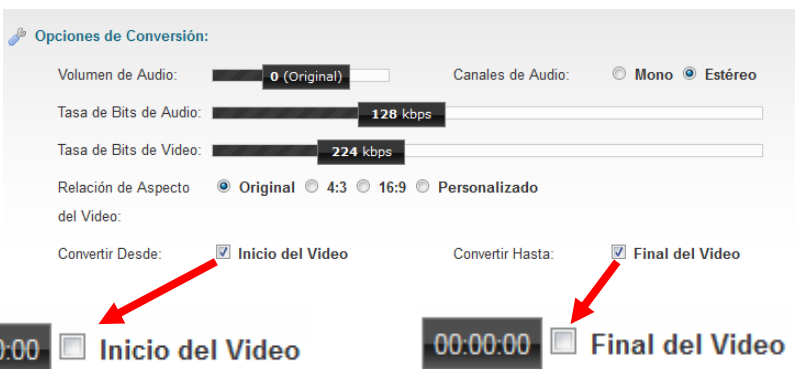 Opciones de Conversión:
Volumen de Audio: 0 (Original) Canales de Audio: Mono Estéreo
Tasa de Bits de Audio: 128 kbps
Tasa de Bits de Video: 224 kbps
Relación de Aspecto Original 4:3 16:9 Personalizado
del Video:
Convertir Desde: Inicio del Video Convertir Hasta: Final del Video
0:00 Inicio del Video 00:00:00 Final del Video